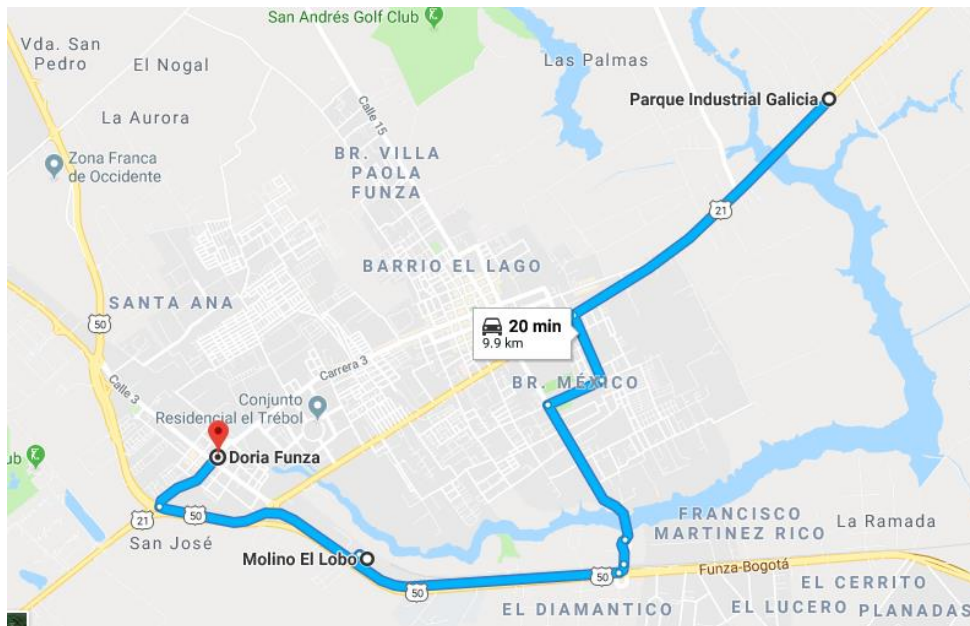 San Andrés Golf Club
Vda. San
Pedro
El Nogal
Las Palmas
Parque Industrial Galicia
La Aurora
Calle 15
Zona Franca
de Occidente
BR. VILLA
PAOLA
FUNZA
21
BARRIO EL LAGO
SANTA ANA
50
20 min
9.9 km
Carrera 3
Calle 3
BR. MÉXICO
Conjunto
Residencial el Trébol
ub
Doria Funza
21
50
San José
FRANCISCO
MARTINEZ RICO
La Ramada
Molino El Lobo
50
50
Funza-Bogotá
EL DIAMANTICO
EL CERRITO
EL LUCERO
PLANADAS